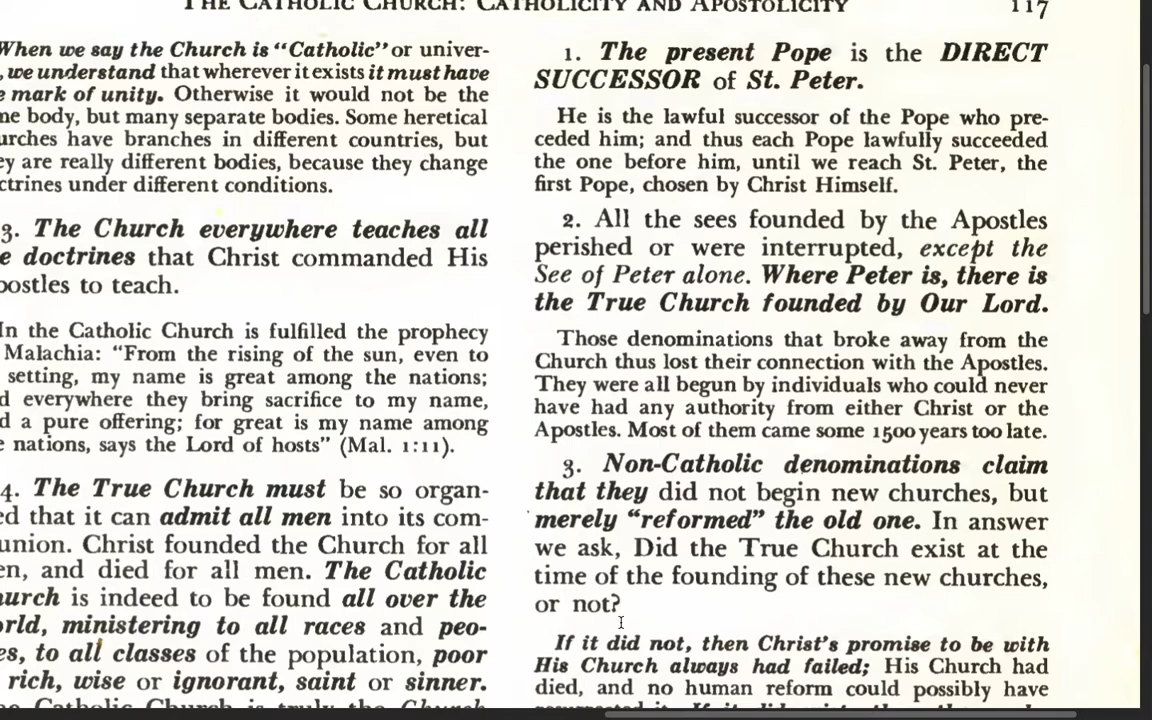 THE CATHOLIC CHURCH: CATHOLICITY AND APOSTOLICITY 117
When we say the Church is "Catholic" or univer-
, we understand that wherever it exists it must have
e mark of unity. Otherwise it would not be the
ne body, but many separate bodies. Some heretical
urches have branches in different countries, but
ey are really different bodies, because they change
ctrines under different conditions.
3. The Church everywhere teaches all
e doctrines that Christ commanded His
postles to teach.
In the Catholic Church is fulfilled the prophecy
Malachia: "From the rising of the sun, even to
setting, my name is great among the nations;
d everywhere they bring sacrifice to my name,
d a pure offering; for great is my name among
e nations, says the Lord of hosts" (Mal. 1:11).
4. The True Church must be so organ-
ed that it can admit all men into its com-
union. Christ founded the Church for all
en, and died for all men. The Catholic
urch is indeed to be found all over the
orld, ministering to all races and peo-
es, to all classes of the population, poor
rich, wise or ignorant, saint or sinner.
e Catholic Church is truly the Church
1. The present Pope is the DIRECT
SUCCESSOR of St. Peter.
He is the lawful successor of the Pope who pre-
ceded him; and thus each Pope lawfully succeeded
the one before him, until we reach St. Peter, the
first Pope, chosen by Christ Himself.
2. All the sees founded by the Apostles
perished or were interrupted, except the
See of Peter alone. Where Peter is, there is
the True Church founded by Our Lord.
Those denominations that broke away from the
Church thus lost their connection with the Apostles.
They were all begun by individuals who could never
have had any authority from either Christ or the
Apostles. Most of them came some 1500 years too late.
3. Non-Catholic denominations claim
that they did not begin new churches, but
merely "reformed" the old one. In answer
we ask, Did the True Church exist at the
time of the founding of these new churches,
or not?
If it did not, then Christ's promise to be with
His Church always had failed; His Church had
died, and no human reform could possibly have